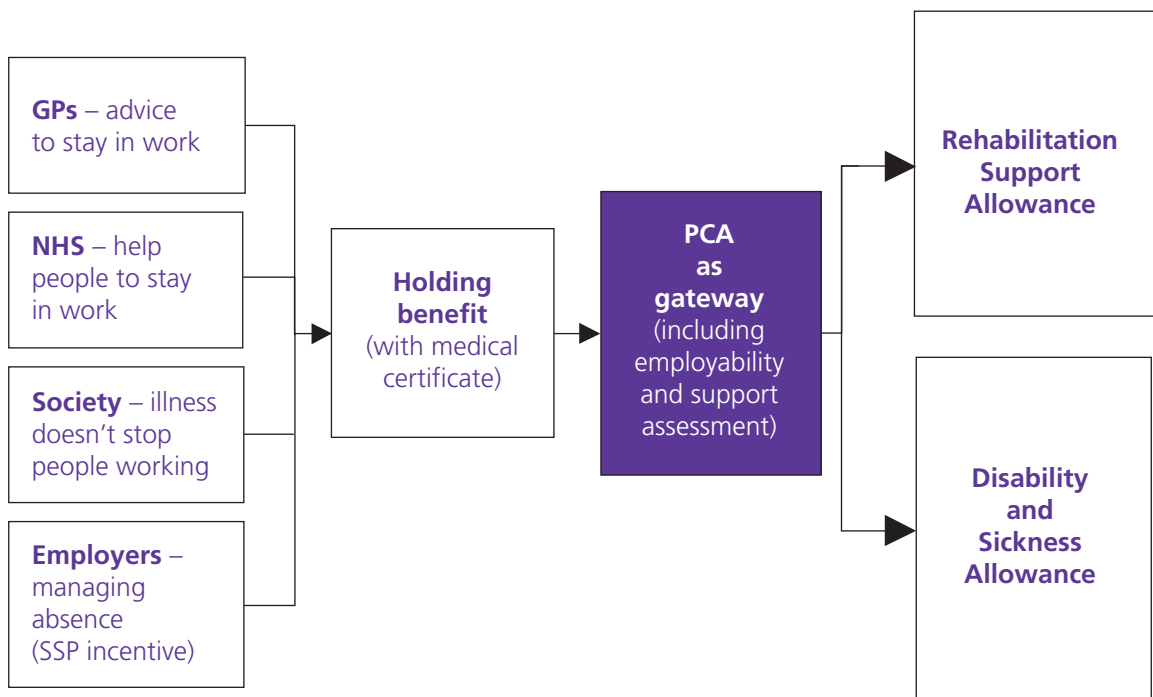 GPs – advice
to stay in work
NHS – help
people to stay
in work
Society – illness
doesn't stop
people working
Employers –
managing
absence
(SSP incentive)
Holding
benefit
(with medical
certificate)
PCA
as
gateway
(including
employability
and support
assessment)
Rehabilitation
Support
Allowance
Disability
and
Sickness
Allowance